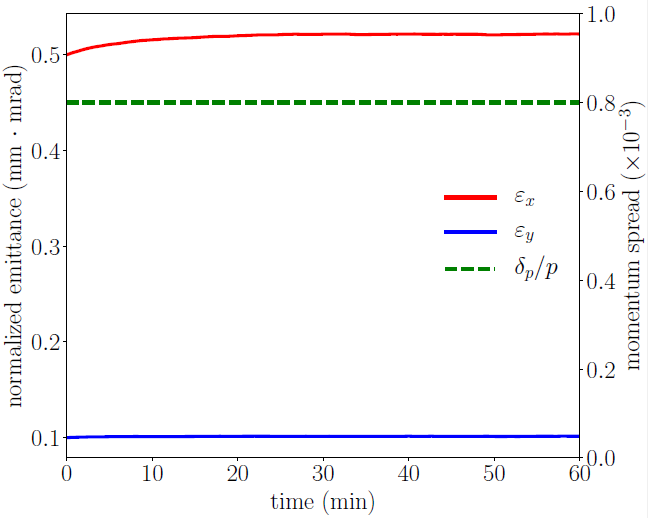 normalized emittance (mm · mrad)
0.5
0.4
0.3
0.2
0.1
1.0
0.8
0.6
0.4
0.2
0.0
momentum spread (×10⁻³)
εₓ
ε_y
δ_p/p
0 10 20 30 40 50 60
time (min)